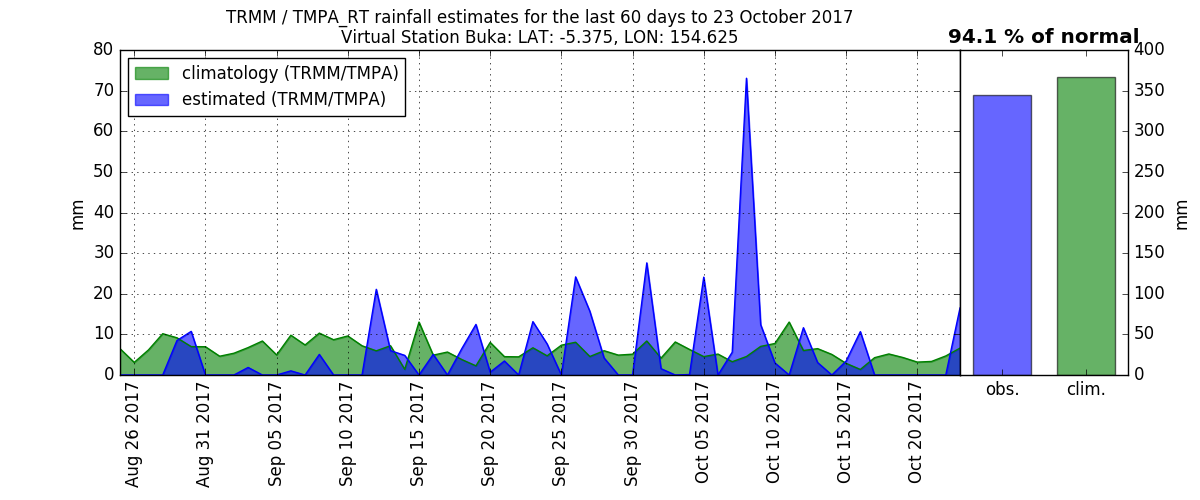 TRMM / TMPA_RT rainfall estimates for the last 60 days to 23 October 2017
Virtual Station Buka: LAT: -5.375, LON: 154.625
94.1 % of normal
climatology (TRMM/TMPA)
estimated (TRMM/TMPA)
mm
80
70
60
50
40
30
20
10
0
Aug 26 2017
Aug 31 2017
Sep 05 2017
Sep 10 2017
Sep 15 2017
Sep 20 2017
Sep 25 2017
Sep 30 2017
Oct 05 2017
Oct 10 2017
Oct 15 2017
Oct 20 2017
obs.
clim.
400
350
300
250
200
150
100
50
0
mm